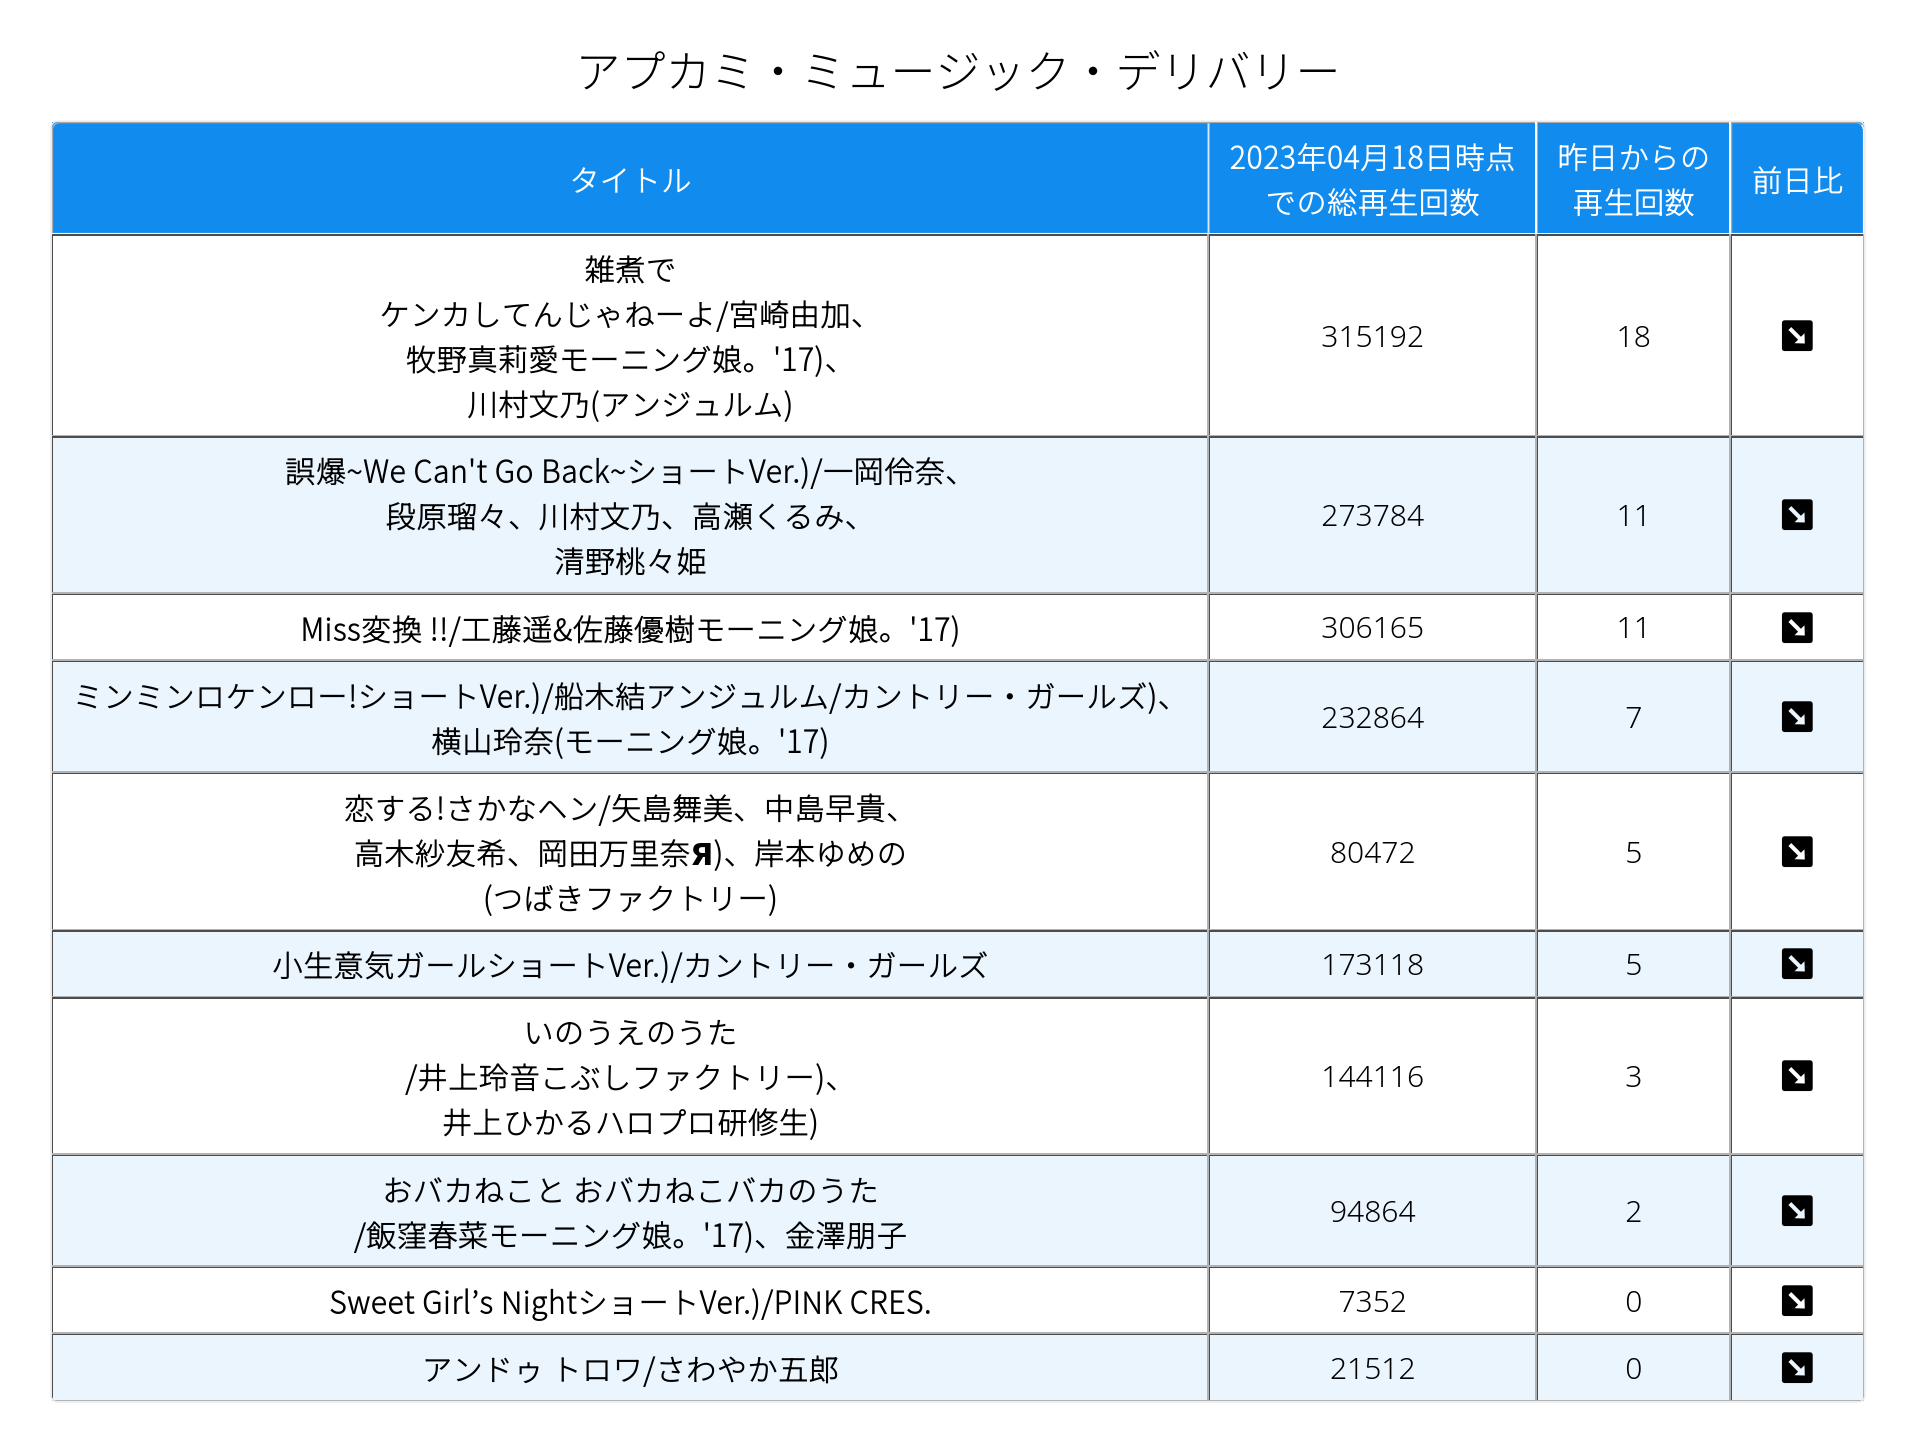 アプカミ・ミュージック・デリバリー
タイトル
2023年04月18日時点
での総再生回数
昨日からの
再生回数
前日比
雑煮で
ケンカしてんじゃねーよ/宮崎由加、
牧野真莉愛モーニング娘。'17)、
川村文乃(アンジュルム)
315192
18
誤爆~We Can't Go Back~ショートVer.)/一岡伶奈、
段原瑠々、川村文乃、高瀬くるみ、
清野桃々姫
273784
11
Miss変換 !!/工藤遥&佐藤優樹モーニング娘。'17)
306165
11
ミンミンロケンロー!ショートVer.)/船木結アンジュルム/カントリー・ガールズ)、
横山玲奈(モーニング娘。'17)
232864
7
恋する!さかなヘン/矢島舞美、中島早貴、
高木紗友希、岡田万里奈Я)、岸本ゆめの
(つばきファクトリー)
80472
5
小生意気ガールショートVer.)/カントリー・ガールズ
173118
5
いのうえのうた
/井上玲音こぶしファクトリー)、
井上ひかるハロプロ研修生)
144116
3
おバカねこと おバカねこバカのうた
/飯窪春菜モーニング娘。'17)、金澤朋子
94864
2
Sweet Girl’s NightショートVer.)/PINK CRES.
7352
0
アンドゥ トロワ/さわやか五郎
21512
0